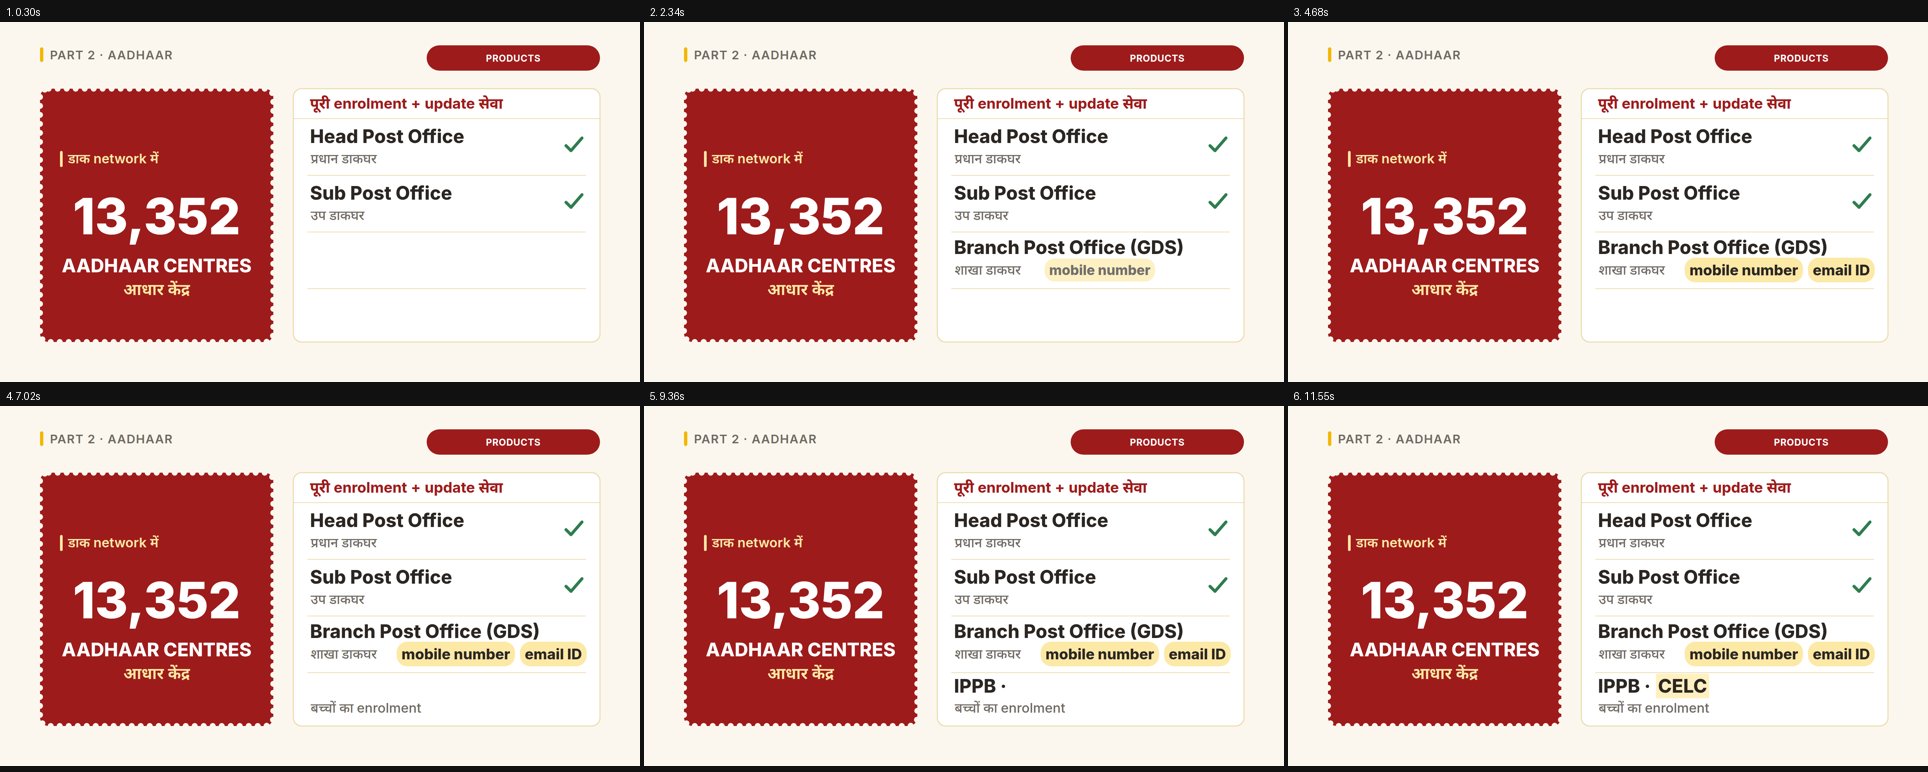 1. 0.30s
PART 2 · AADHAAR
PRODUCTS
डाक network में
13,352
AADHAAR CENTRES
आधार केंद्र
पूरी enrolment + update सेवा
Head Post Office
प्रधान डाकघर
Sub Post Office
उप डाकघर
2. 2.34s
PART 2 · AADHAAR
PRODUCTS
डाक network में
13,352
AADHAAR CENTRES
आधार केंद्र
पूरी enrolment + update सेवा
Head Post Office
प्रधान डाकघर
Sub Post Office
उप डाकघर
Branch Post Office (GDS)
शाखा डाकघर mobile number
3. 4.68s
PART 2 · AADHAAR
PRODUCTS
डाक network में
13,352
AADHAAR CENTRES
आधार केंद्र
पूरी enrolment + update सेवा
Head Post Office
प्रधान डाकघर
Sub Post Office
उप डाकघर
Branch Post Office (GDS)
शाखा डाकघर mobile number email ID
4. 7.02s
PART 2 · AADHAAR
PRODUCTS
डाक network में
13,352
AADHAAR CENTRES
आधार केंद्र
पूरी enrolment + update सेवा
Head Post Office
प्रधान डाकघर
Sub Post Office
उप डाकघर
Branch Post Office (GDS)
शाखा डाकघर mobile number email ID
बच्चों का enrolment
5. 9.36s
PART 2 · AADHAAR
PRODUCTS
डाक network में
13,352
AADHAAR CENTRES
आधार केंद्र
पूरी enrolment + update सेवा
Head Post Office
प्रधान डाकघर
Sub Post Office
उप डाकघर
Branch Post Office (GDS)
शाखा डाकघर mobile number email ID
IPPB ·
बच्चों का enrolment
6. 11.55s
PART 2 · AADHAAR
PRODUCTS
डाक network में
13,352
AADHAAR CENTRES
आधार केंद्र
पूरी enrolment + update सेवा
Head Post Office
प्रधान डाकघर
Sub Post Office
उप डाकघर
Branch Post Office (GDS)
शाखा डाकघर mobile number email ID
IPPB · CELC
बच्चों का enrolment